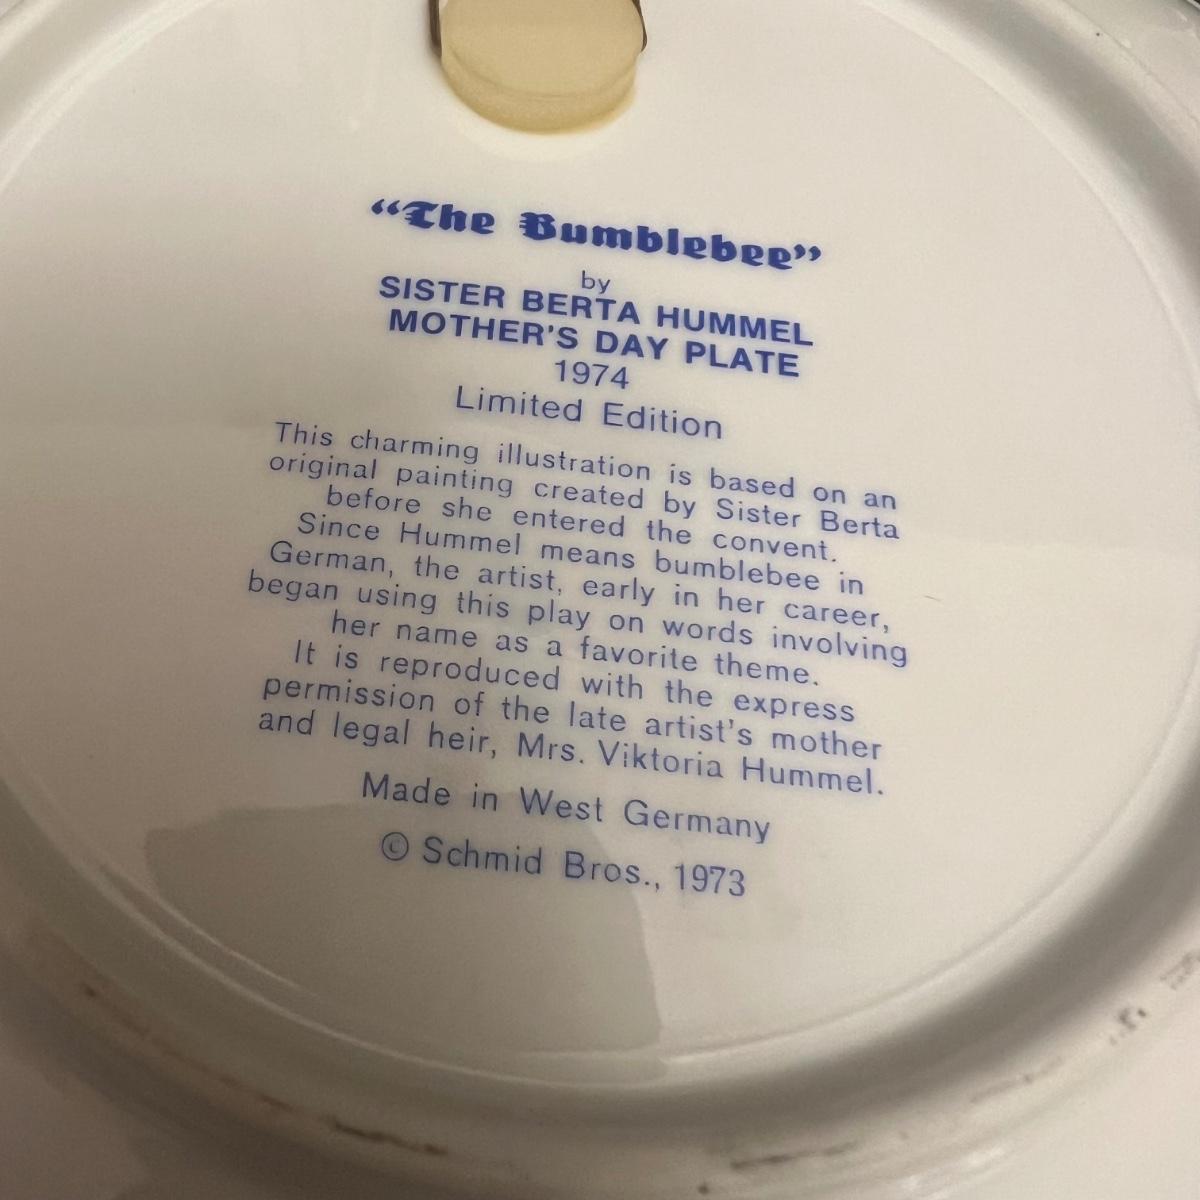 “The Bumblebee”
by
SISTER BERTA HUMMEL
MOTHER'S DAY PLATE
1974
Limited Edition
This charming illustration is based on an
original painting created by Sister Berta
before she entered the convent.
Since Hummel means bumblebee in
German, the artist, early in her career,
began using this play on words involving
her name as a favorite theme.
It is reproduced with the express
permission of the late artist's mother
and legal heir, Mrs. Viktoria Hummel.
Made in West Germany
© Schmid Bros., 1973